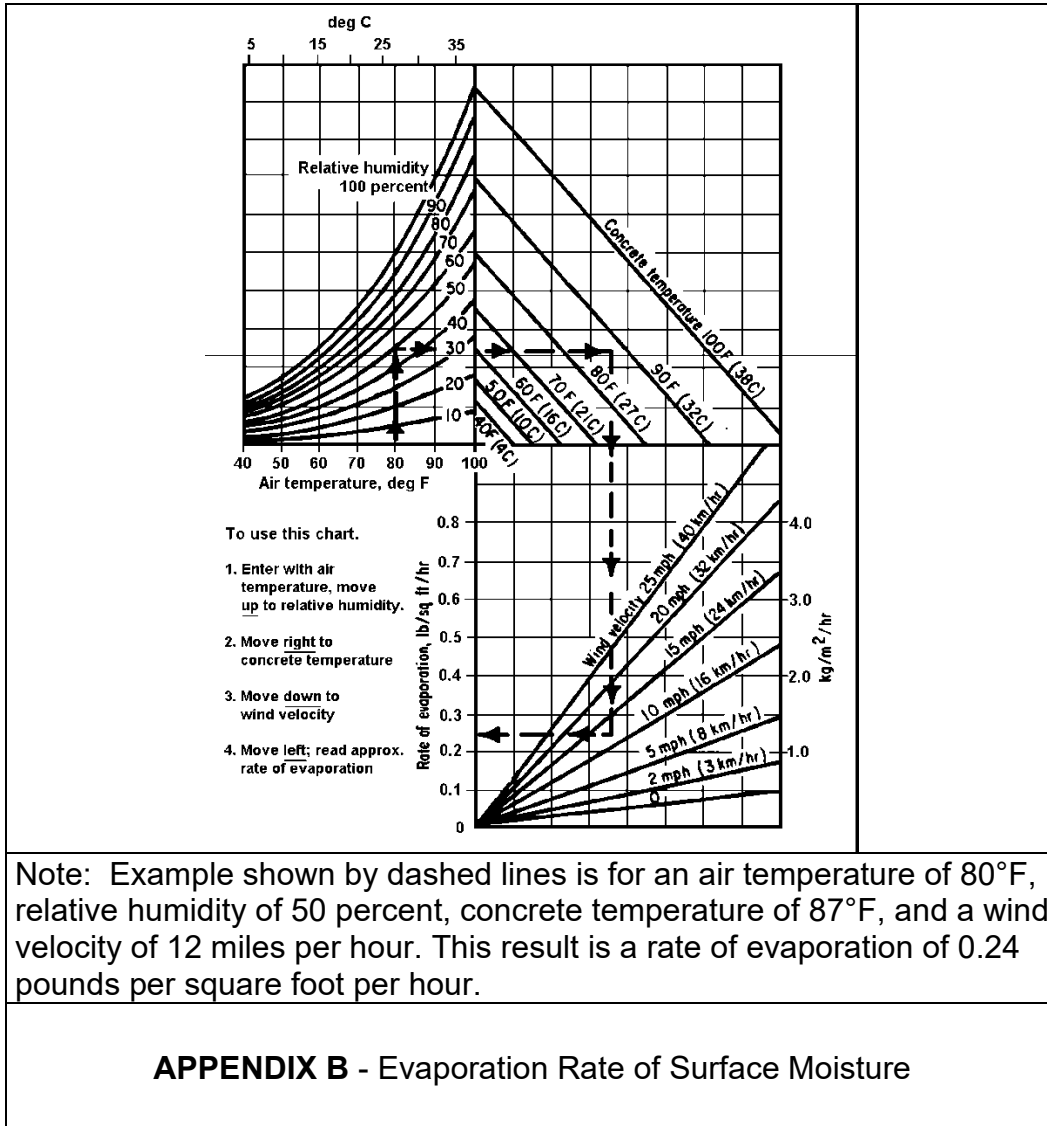 deg C
5 15 25 35
Relative humidity
100 percent
90
80
70
60
50
40
30
20
10
Concrete temperature 100F (38C)
90F (32C)
80F (27C)
70F (21C)
60F (16C)
50F (10C)
40F (4C)
40 50 60 70 80 90 100
Air temperature, deg F
To use this chart.
1. Enter with air
temperature, move
up to relative humidity.
2. Move right to
concrete temperature
3. Move down to
wind velocity
4. Move left; read approx.
rate of evaporation
Rate of evaporation, lb/sq ft/hr
0.8
0.7
0.6
0.5
0.4
0.3
0.2
0.1
0
Wind velocity 25 mph (40 km/hr)
20 mph (32 km/hr)
15 mph (24 km/hr)
10 mph (16 km/hr)
5 mph (8 km/hr)
2 mph (3 km/hr)
0
4.0
3.0
2.0
1.0
kg/m²/hr
Note: Example shown by dashed lines is for an air temperature of 80°F,
relative humidity of 50 percent, concrete temperature of 87°F, and a wind
velocity of 12 miles per hour. This result is a rate of evaporation of 0.24
pounds per square foot per hour.
APPENDIX B - Evaporation Rate of Surface Moisture